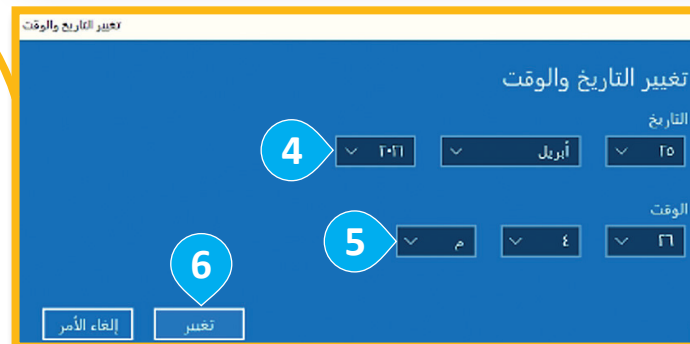 تغيير التاريخ والوقت
تغيير التاريخ والوقت
التاريخ
٢٥ أبريل ٢٠٢١ 4
الوقت
٢٦ ٤ م 5
6
تغيير إلغاء الأمر